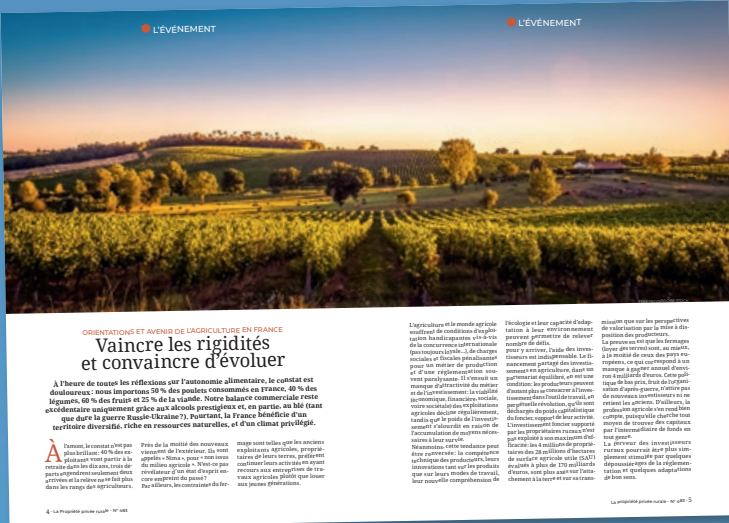 L'ÉVÉNEMENT
L'ÉVÉNEMENT
ORIENTATIONS ET AVENIR DE L'AGRICULTURE EN FRANCE
Vaincre les rigidités
et convaincre d'évoluer
À l'heure de toutes les réflexions sur l'autonomie alimentaire, le constat est
douloureux : nous importons 50 % des poulets consommés en France, 40 % des
légumes, 60 % des fruits et 25 % de la viande. Notre balance commerciale reste
excédentaire uniquement grâce aux alcools prestigieux et, en partie, au blé (tant
que dure la guerre Russie-Ukraine ?). Pourtant, la France bénéficie d'un
territoire diversifié, riche en ressources naturelles, et d'un climat privilégié.
À l'amont, le constat n'est pas
plus brillant : 40 % des ex-
ploitants vont partir à la
retraite dans les dix ans, trois dé-
parts engendrent seulement deux
arrivées et la relève ne se fait plus
dans les rangs des agriculteurs.
Près de la moitié des nouveaux
viennent de l'extérieur. Ils sont
appelés « Nima », pour « non issus
du milieu agricole ». N'est-ce pas
révélateur d'un état d'esprit en-
core empreint du passé ?
Par ailleurs, les contraintes du fer-
mage sont telles que les anciens
exploitants agricoles, proprié-
taires de leurs terres, préfèrent
continuer leurs activités en ayant
recours aux entreprises de tra-
vaux agricoles plutôt que louer
aux jeunes générations.
L'agriculture et le monde agricole
souffrent de conditions d'exploi-
tation handicapantes vis-à-vis
de la concurrence internationale
(pas toujours loyale...), de charges
sociales et fiscales pénalisantes
pour un métier de production
et d'une réglementation sou-
vent paralysante. Il s'ensuit un
manque d'attractivité du métier
et de l'investissement : la viabilité
(économique, financière, sociale,
voire sociétale) des exploitations
agricoles décline régulièrement,
tandis que le poids de l'investis-
sement s'alourdit en raison de
l'accumulation de moyens néces-
saires à leur survie.
Néanmoins, cette tendance peut
être renversée : la compétence
technique des producteurs, leurs
innovations tant sur les produits
que sur leurs modes de travail,
leur nouvelle compréhension de
l'écologie et leur capacité d'adap-
tation à leur environnement
peuvent permettre de relever
nombre de défis.
Pour y arriver, l'aide des inves-
tisseurs est indispensable. Le fi-
nancement partagé des investis-
sements en agriculture, dans un
partenariat équilibré, en est une
condition : les producteurs peuvent
d'autant plus se consacrer à l'inves-
tissement dans l'outil de travail, en
perpétuelle révolution, qu'ils sont
déchargés du poids capitalistique
du foncier, support de leur activité.
L'investissement foncier supporté
par les propriétaires ruraux n'est
pas exploité à son maximum d'ef-
ficacité : les 4 millions de proprié-
taires des 28 millions d'hectares
de surface agricole utile (SAU)
évalués à plus de 170 milliards
d'euros, sont plus axés sur l'atta-
chement à la terre et sur sa trans-
mission que sur les perspectives
de valorisation par la mise à dis-
position des producteurs.
La preuve en est que les fermages
(loyer des terres) sont, au mieux,
à la moitié de ceux des pays eu-
ropéens, ce qui correspond à un
manque à gagner annuel d'envi-
ron 4 milliards d'euros. Cette poli-
tique de bas prix, fruit de l'organi-
sation d'après-guerre, n'attire pas
de nouveaux investisseurs ni ne
retient les anciens. D'ailleurs, la
profession agricole s'en rend bien
compte, puisqu'elle cherche tout
moyen de trouver des capitaux
par l'intermédiaire de fonds en
tout genre.
La ferveur des investisseurs
ruraux pourrait être plus sim-
plement stimulée par quelques
dépoussiérages de la réglemen-
tation et quelques adaptations
de bon sens.
4 - La Propriété privée rurale - N°
La Propriété privée rurale - N° - 5